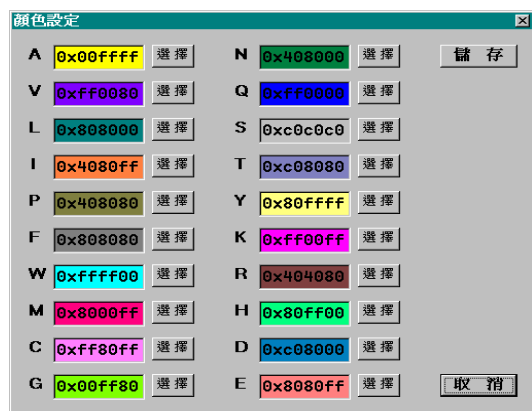 顏色設定
A 0x00ffff 選擇 N 0x408000 選擇 儲存
V 0xff0080 選擇 Q 0xff0000 選擇
L 0x808000 選擇 S 0xc0c0c0 選擇
I 0x4080ff 選擇 T 0xc08080 選擇
P 0x408080 選擇 Y 0x80ffff 選擇
F 0x808080 選擇 K 0xff00ff 選擇
W 0xffff00 選擇 R 0x404080 選擇
M 0x8000ff 選擇 H 0x80ff00 選擇
C 0xff80ff 選擇 D 0xc08000 選擇
G 0x00ff80 選擇 E 0x8080ff 選擇 取消